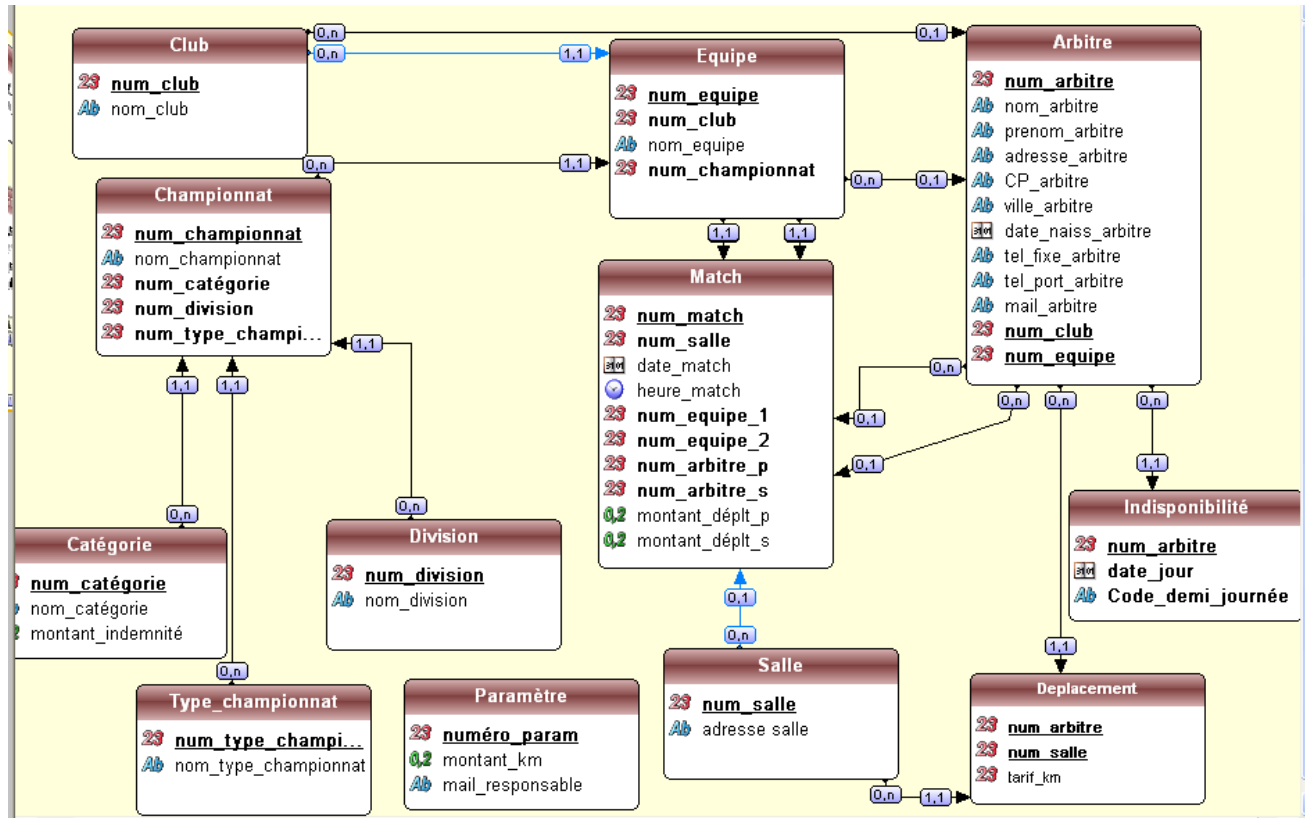 Club
num_club
nom_club
0,n
0,n
0,1
1,1
Equipe
num_equipe
num_club
nom_equipe
num_championnat
Arbitre
num_arbitre
nom_arbitre
prenom_arbitre
adresse_arbitre
CP_arbitre
ville_arbitre
date_naiss_arbitre
tel_fixe_arbitre
tel_port_arbitre
mail_arbitre
num_club
num_equipe
0,n
1,1
0,n
0,1
Championnat
num_championnat
nom_championnat
num_catégorie
num_division
num_type_champi...
1,1
1,1
Match
num_match
num_salle
date_match
heure_match
num_equipe_1
num_equipe_2
num_arbitre_p
num_arbitre_s
montant_déplt_p
montant_déplt_s
1,1
1,1
1,1
0,n
0,1
0,1
0,n
0,n
0,n
1,1
Indisponibilité
num_arbitre
date_jour
Code_demi_journée
0,n
0,n
Catégorie
num_catégorie
nom_catégorie
montant_indemnité
Division
num_division
nom_division
0,1
0,n
0,n
Type_championnat
num_type_champi...
nom_type_championnat
Paramètre
numéro_param
montant_km
mail_responsable
Salle
num_salle
adresse salle
1,1
Deplacement
num_arbitre
num_salle
tarif_km
0,n
1,1